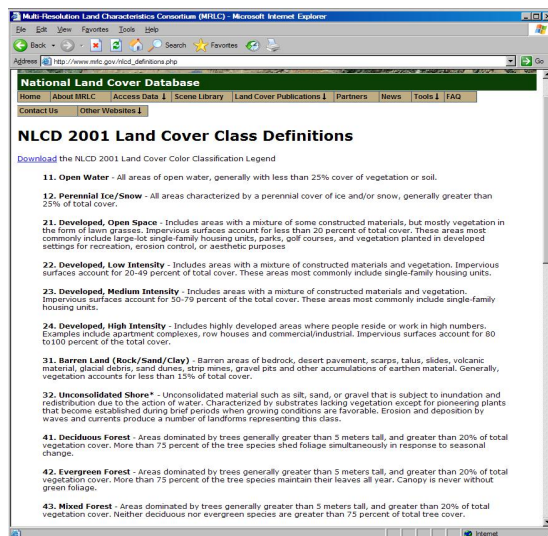 Multi-Resolution Land Characteristics Consortium (MRLC) - Microsoft Internet Explorer
File Edit View Favorites Tools Help
Back Search Favorites
Address http://www.mrlc.gov/nlcd_definitions.php Go
National Land Cover Database
Home About MRLC Access Data Scene Library Land Cover Publications Partners News Tools FAQ
Contact Us Other Websites
NLCD 2001 Land Cover Class Definitions
Download the NLCD 2001 Land Cover Color Classification Legend
11. Open Water - All areas of open water, generally with less than 25% cover of vegetation or soil.
12. Perennial Ice/Snow - All areas characterized by a perennial cover of ice and/or snow, generally greater than
25% of total cover.
21. Developed, Open Space - Includes areas with a mixture of some constructed materials, but mostly vegetation in
the form of lawn grasses. Impervious surfaces account for less than 20 percent of total cover. These areas most
commonly include large-lot single-family housing units, parks, golf courses, and vegetation planted in developed
settings for recreation, erosion control, or aesthetic purposes
22. Developed, Low Intensity - Includes areas with a mixture of constructed materials and vegetation. Impervious
surfaces account for 20-49 percent of total cover. These areas most commonly include single-family housing units.
23. Developed, Medium Intensity - Includes areas with a mixture of constructed materials and vegetation.
Impervious surfaces account for 50-79 percent of the total cover. These areas most commonly include single-family
housing units.
24. Developed, High Intensity - Includes highly developed areas where people reside or work in high numbers.
Examples include apartment complexes, row houses and commercial/industrial. Impervious surfaces account for 80
to100 percent of the total cover.
31. Barren Land (Rock/Sand/Clay) - Barren areas of bedrock, desert pavement, scarps, talus, slides, volcanic
material, glacial debris, sand dunes, strip mines, gravel pits and other accumulations of earthen material. Generally,
vegetation accounts for less than 15% of total cover.
32. Unconsolidated Shore* - Unconsolidated material such as silt, sand, or gravel that is subject to inundation and
redistribution due to the action of water. Characterized by substrates lacking vegetation except for pioneering plants
that become established during brief periods when growing conditions are favorable. Erosion and deposition by
waves and currents produce a number of landforms representing this class.
41. Deciduous Forest - Areas dominated by trees generally greater than 5 meters tall, and greater than 20% of total
vegetation cover. More than 75 percent of the tree species shed foliage simultaneously in response to seasonal
change.
42. Evergreen Forest - Areas dominated by trees generally greater than 5 meters tall, and greater than 20% of total
vegetation cover. More than 75 percent of the tree species maintain their leaves all year. Canopy is never without
green foliage.
43. Mixed Forest - Areas dominated by trees generally greater than 5 meters tall, and greater than 20% of total
vegetation cover. Neither deciduous nor evergreen species are greater than 75 percent of total tree cover.
Internet